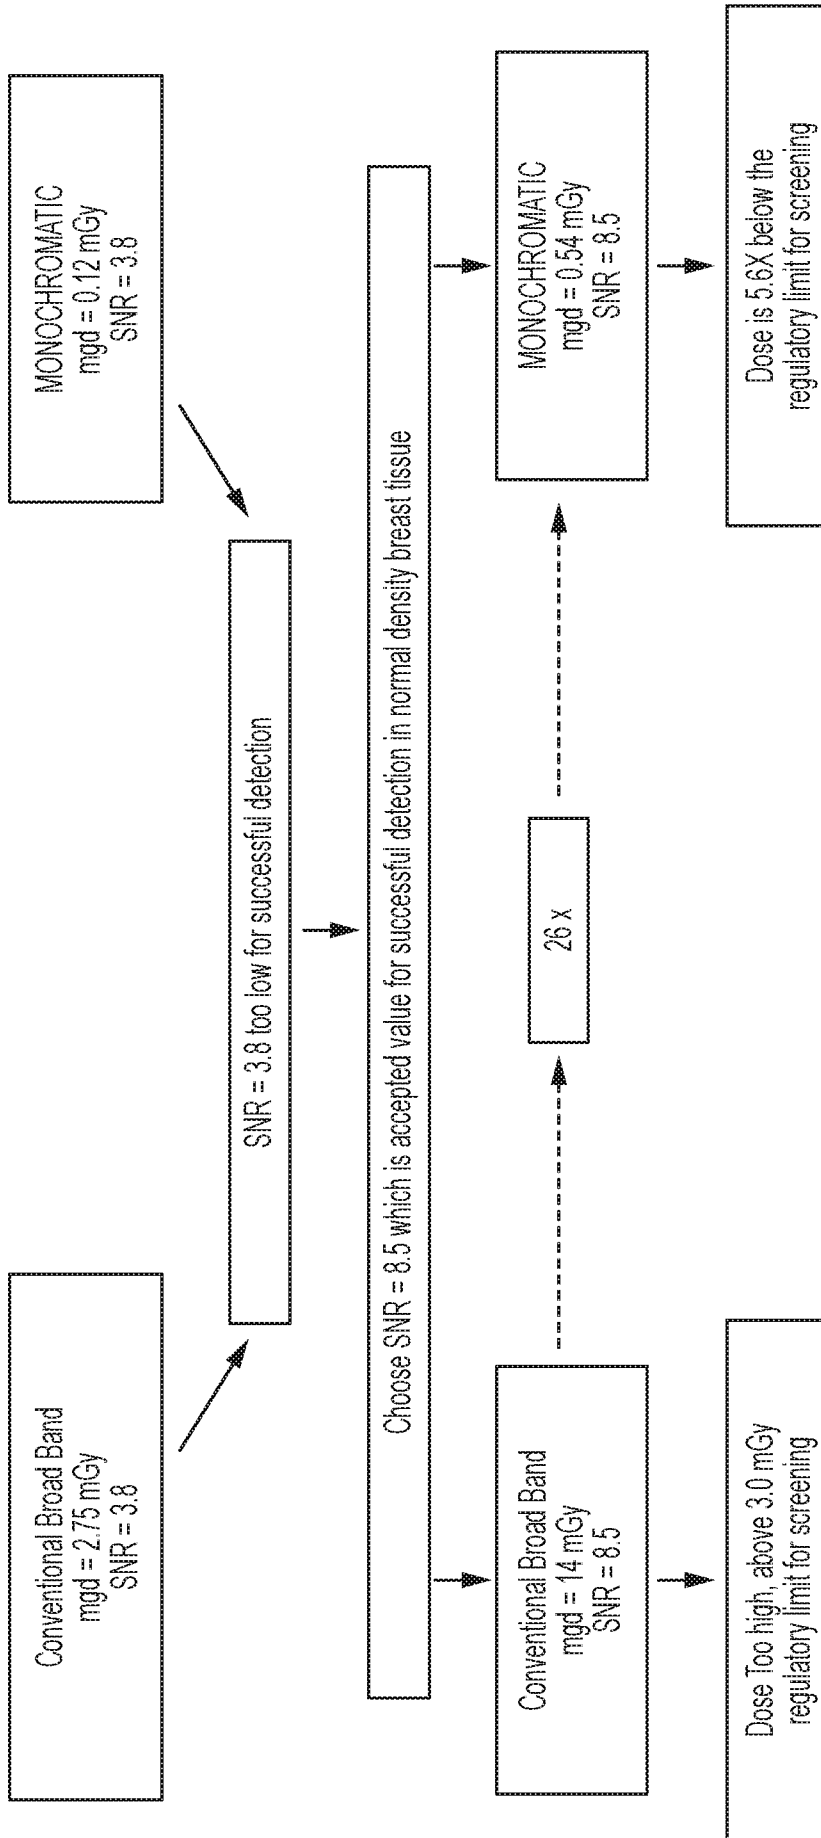 Conventional Broad Band
mgd = 2.75 mGy
SNR = 3.8
MONOCHROMATIC
mgd = 0.12 mGy
SNR = 3.8
SNR = 3.8 too low for successful detection
Choose SNR = 8.5 which is accepted value for successful detection in normal density breast tissue
Conventional Broad Band
mgd = 14 mGy
SNR = 8.5
26 x
MONOCHROMATIC
mgd = 0.54 mGy
SNR = 8.5
Dose Too high, above 3.0 mGy
regulatory limit for screening
Dose is 5.6X below the
regulatory limit for screening